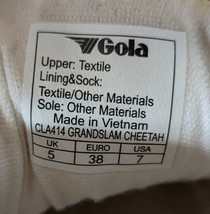 Gola
Upper: Textile
Lining&Sock:
Textile/Other Materials
Sole: Other Materials
Made in Vietnam
CLA414 GRANDSLAM CHEETAH
UK EURO USA
5 38 7